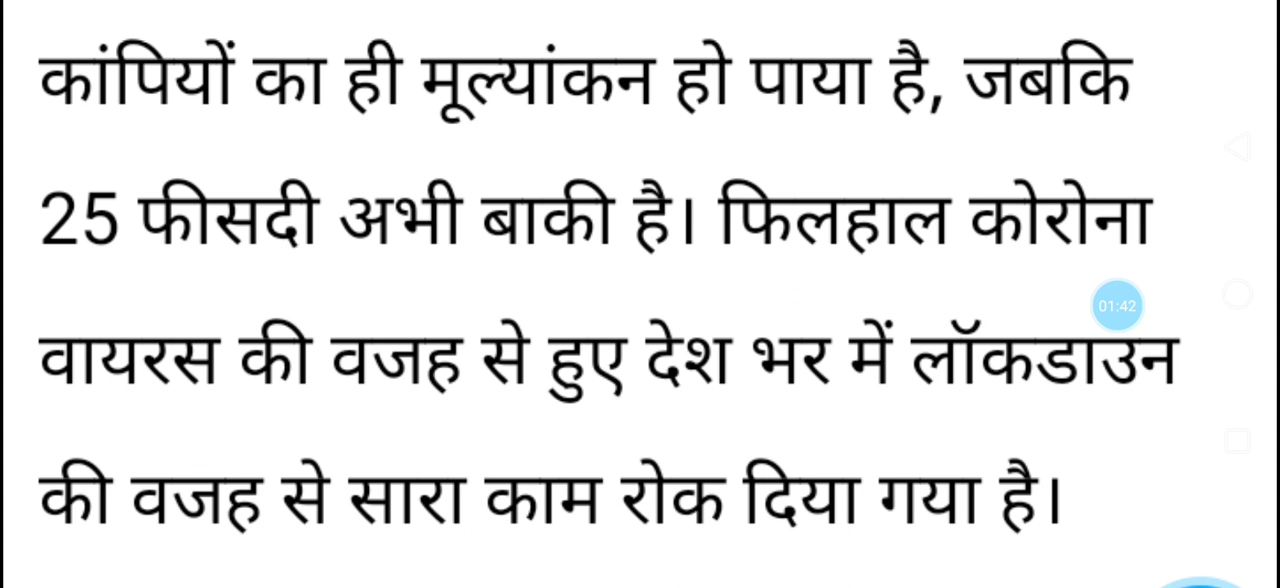 कांपियों का ही मूल्यांकन हो पाया है, जबकि
25 फीसदी अभी बाकी है। फिलहाल कोरोना
01:42
वायरस की वजह से हुए देश भर में लॉकडाउन
की वजह से सारा काम रोक दिया गया है।